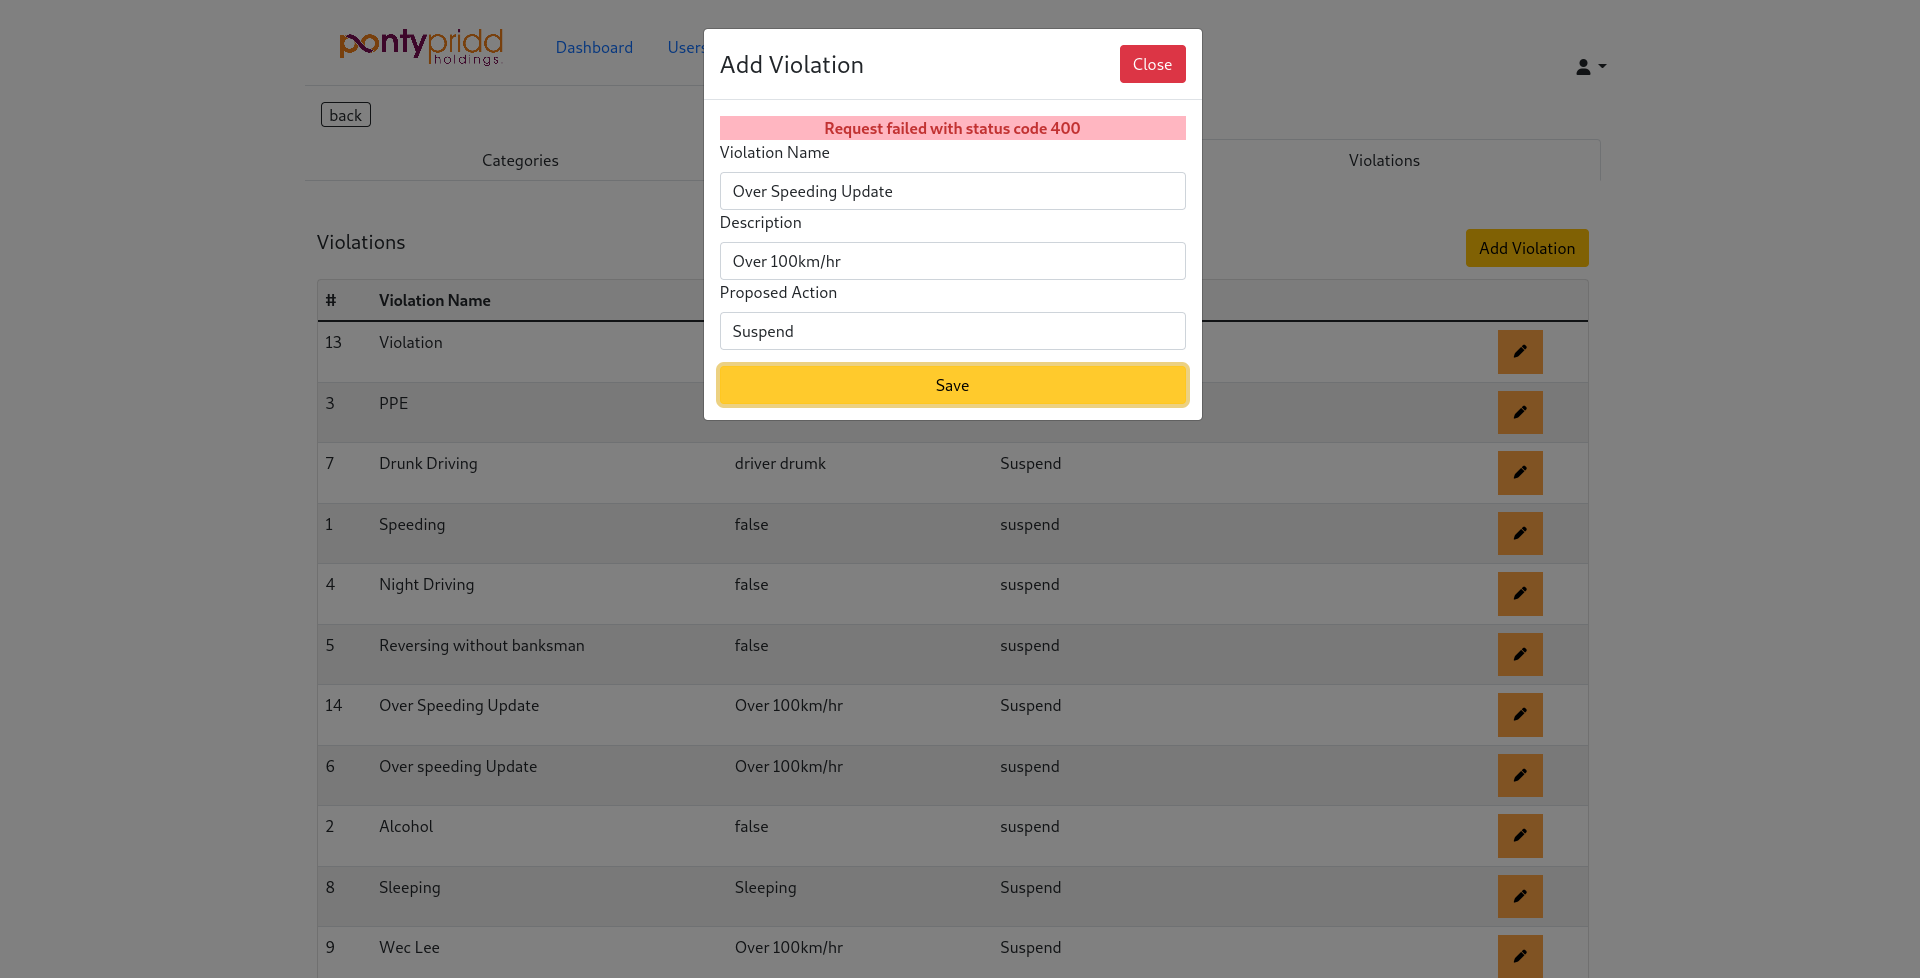 pontypridd
holdings.
Dashboard
Users
back
Categories
Violations
Add Violation
Close
Request failed with status code 400
Violation Name
Over Speeding Update
Description
Over 100km/hr
Proposed Action
Suspend
Save
Violations
Add Violation
# Violation Name
13 Violation
3 PPE
7 Drunk Driving driver drumk Suspend
1 Speeding false suspend
4 Night Driving false suspend
5 Reversing without banksman false suspend
14 Over Speeding Update Over 100km/hr Suspend
6 Over speeding Update Over 100km/hr suspend
2 Alcohol false suspend
8 Sleeping Sleeping Suspend
9 Wec Lee Over 100km/hr Suspend